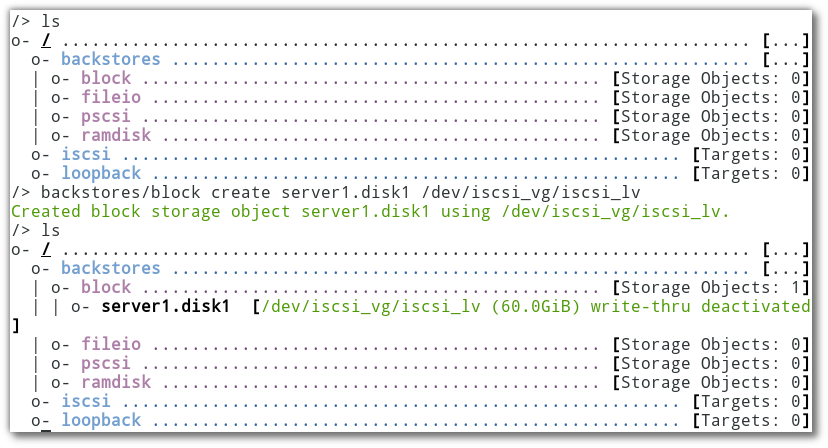 /> ls
o- / ..................................................................... [...]
  o- backstores .......................................................... [...]
  | o- block .............................................. [Storage Objects: 0]
  | o- fileio ............................................. [Storage Objects: 0]
  | o- pscsi .............................................. [Storage Objects: 0]
  | o- ramdisk ............................................ [Storage Objects: 0]
  o- iscsi ........................................................ [Targets: 0]
  o- loopback ..................................................... [Targets: 0]
/> backstores/block create server1.disk1 /dev/iscsi_vg/iscsi_lv
Created block storage object server1.disk1 using /dev/iscsi_vg/iscsi_lv.
/> ls
o- / ..................................................................... [...]
  o- backstores .......................................................... [...]
  | o- block .............................................. [Storage Objects: 1]
  | | o- server1.disk1  [/dev/iscsi_vg/iscsi_lv (60.0GiB) write-thru deactivated
]
  | o- fileio ............................................. [Storage Objects: 0]
  | o- pscsi .............................................. [Storage Objects: 0]
  | o- ramdisk ............................................ [Storage Objects: 0]
  o- iscsi ........................................................ [Targets: 0]
  o- loopback ..................................................... [Targets: 0]